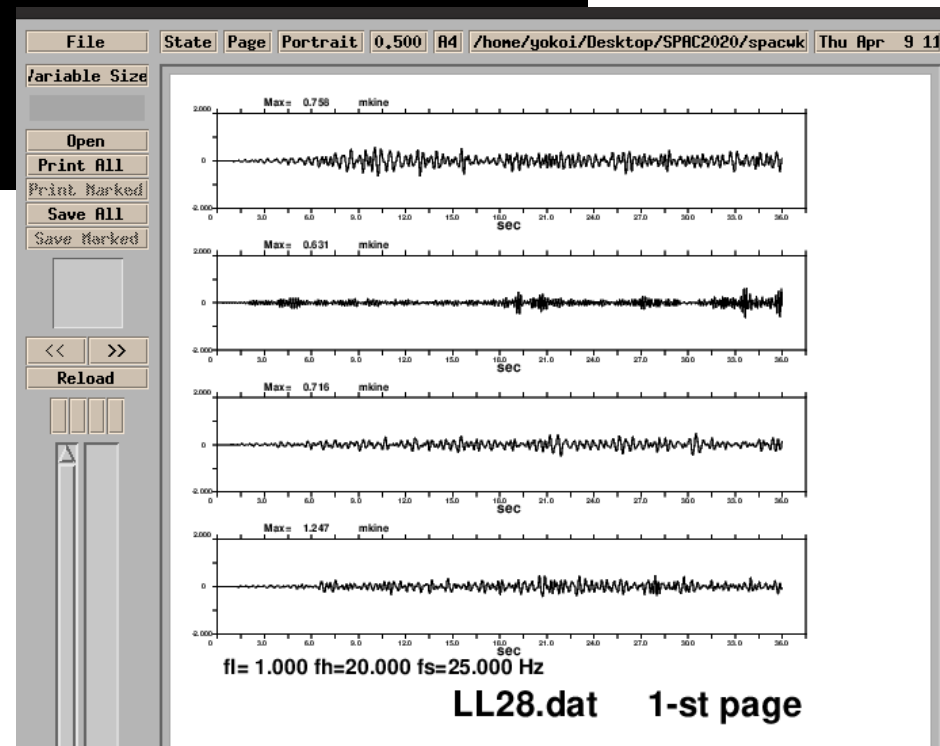 File State Page Portrait 0.500 A4 /home/yokoi/Desktop/SPAC2020/spacwk Thu Apr 9 11
Variable Size
Open
Print All
Print Marked
Save All
Save Marked
<< >>
Reload
Max= 0.758 mkine
2.000
0
-2.000
0 3.0 6.0 9.0 12.0 15.0 18.0 21.0 24.0 27.0 30.0 33.0 36.0
sec
Max= 0.631 mkine
2.000
0
-2.000
0 3.0 6.0 9.0 12.0 15.0 18.0 21.0 24.0 27.0 30.0 33.0 36.0
sec
Max= 0.716 mkine
2.000
0
-2.000
0 3.0 6.0 9.0 12.0 15.0 18.0 21.0 24.0 27.0 30.0 33.0 36.0
sec
Max= 1.247 mkine
2.000
0
-2.000
0 3.0 6.0 9.0 12.0 15.0 18.0 21.0 24.0 27.0 30.0 33.0 36.0
sec
fl= 1.000 fh=20.000 fs=25.000 Hz
LL28.dat 1-st page